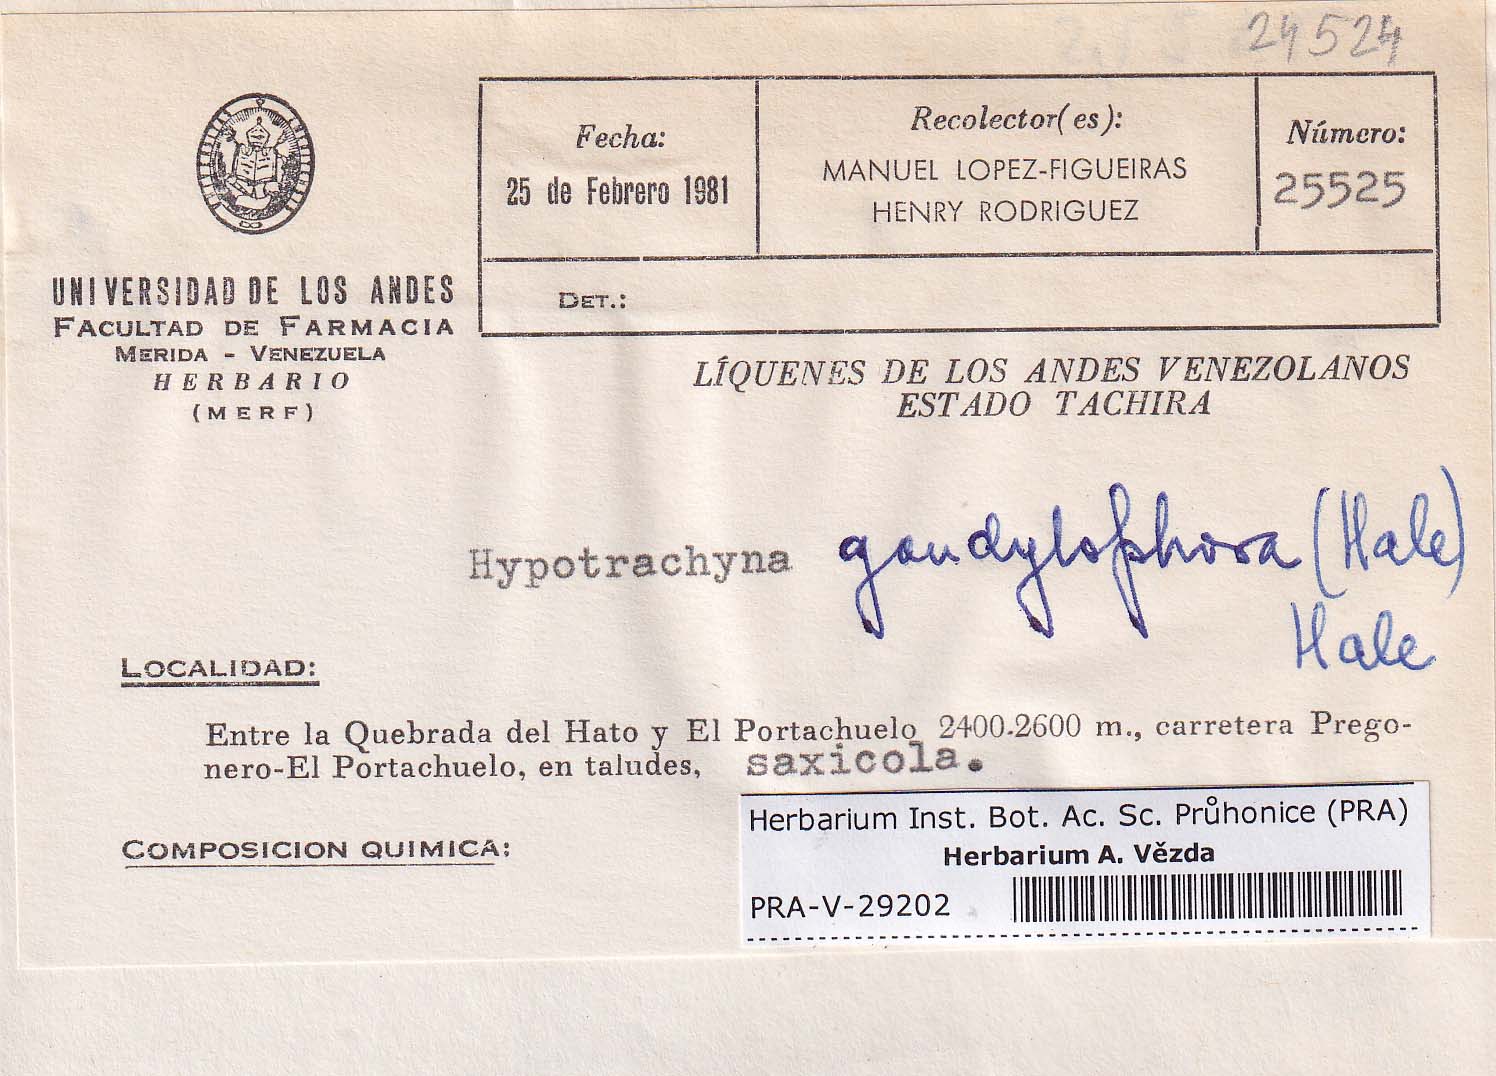 24524
Fecha:
25 de Febrero 1981
Recolector(es):
MANUEL LOPEZ-FIGUEIRAS
HENRY RODRIGUEZ
Número:
25525
DET.:
UNIVERSIDAD DE LOS ANDES
FACULTAD DE FARMACIA
MERIDA - VENEZUELA
HERBARIO
(MERF)
LÍQUENES DE LOS ANDES VENEZOLANOS
ESTADO TACHIRA
Hypotrachyna gondylophora (Hale)
Hale
LOCALIDAD:
Entre la Quebrada del Hato y El Portachuelo 2400-2600 m., carretera Prego-
nero-El Portachuelo, en taludes, saxicola.
COMPOSICION QUIMICA:
Herbarium Inst. Bot. Ac. Sc. Průhonice (PRA)
Herbarium A. Vězda
PRA-V-29202